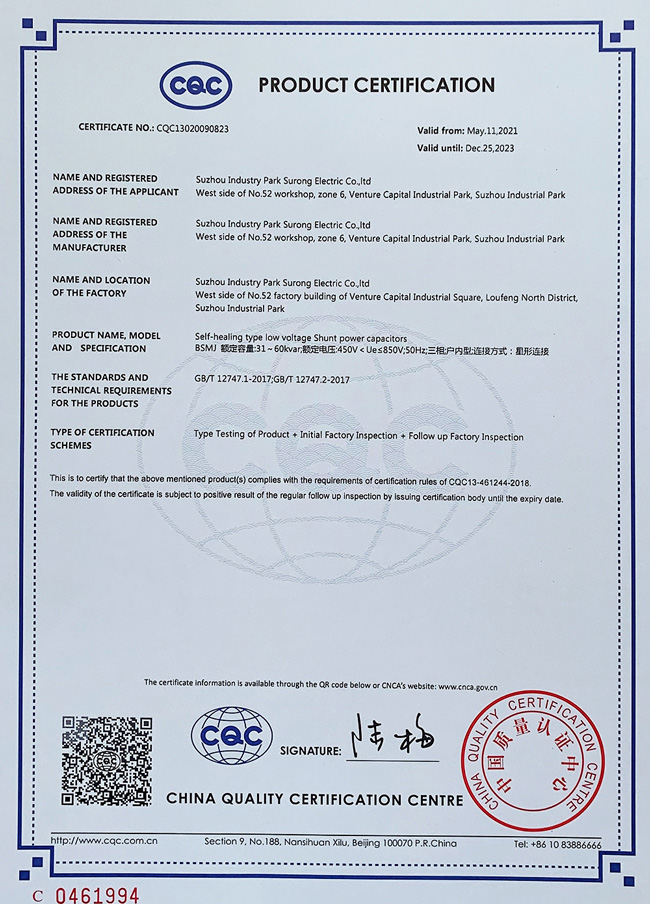 CQC PRODUCT CERTIFICATION
CERTIFICATE NO.: CQC13020090823
Valid from: May.11,2021
Valid until: Dec.25,2023
NAME AND REGISTERED
ADDRESS OF THE APPLICANT
Suzhou Industry Park Surong Electric Co.,ltd
West side of No.52 workshop, zone 6, Venture Capital Industrial Park, Suzhou Industrial Park
NAME AND REGISTERED
ADDRESS OF THE
MANUFACTURER
Suzhou Industry Park Surong Electric Co.,ltd
West side of No.52 workshop, zone 6, Venture Capital Industrial Park, Suzhou Industrial Park
NAME AND LOCATION
OF THE FACTORY
Suzhou Industry Park Surong Electric Co.,ltd
West side of No.52 factory building of Venture Capital Industrial Square, Loufeng North District,
Suzhou Industrial Park
PRODUCT NAME, MODEL
AND SPECIFICATION
Self-healing type low voltage Shunt power capacitors
BSMJ 额定容量:31~60kvar;额定电压:450V<Ue≤850V;50Hz;三相;户内型;连接方式：星形连接
THE STANDARDS AND
TECHNICAL REQUIREMENTS
FOR THE PRODUCTS
GB/T 12747.1-2017;GB/T 12747.2-2017
TYPE OF CERTIFICATION
SCHEMES
Type Testing of Product + Initial Factory Inspection + Follow up Factory Inspection
CQC
This is to certify that the above mentioned product(s) complies with the requirements of certification rules of CQC13-461244-2018.
The validity of the certificate is subject to positive result of the regular follow up inspection by issuing certification body until the expiry date.
The certificate information is available through the QR code below or CNCA's website: www.cnca.gov.cn
CQC
SIGNATURE: 陆梅
CHINA QUALITY CERTIFICATION CENTRE
CHINA QUALITY CERTIFICATION CENTRE
中国质量认证中心
http://www.cqc.com.cn
Section 9, No.188, Nansihuan Xilu, Beijing 100070 P.R.China
Tel: +86 10 83886666
C 0461994